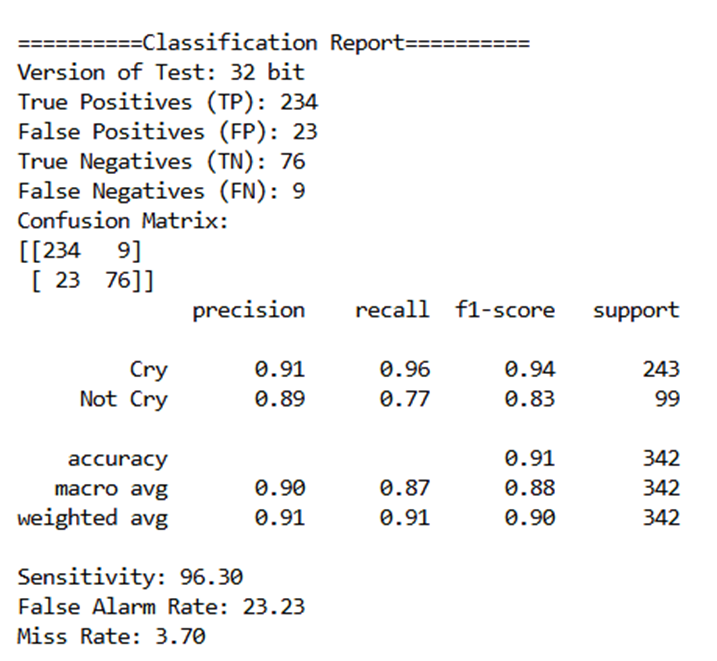 ==========Classification Report==========
Version of Test: 32 bit
True Positives (TP): 234
False Positives (FP): 23
True Negatives (TN): 76
False Negatives (FN): 9
Confusion Matrix:
[[234   9]
 [ 23  76]]
              precision    recall  f1-score   support

         Cry       0.91      0.96      0.94       243
     Not Cry       0.89      0.77      0.83        99

    accuracy                           0.91       342
   macro avg       0.90      0.87      0.88       342
weighted avg       0.91      0.91      0.90       342

Sensitivity: 96.30
False Alarm Rate: 23.23
Miss Rate: 3.70